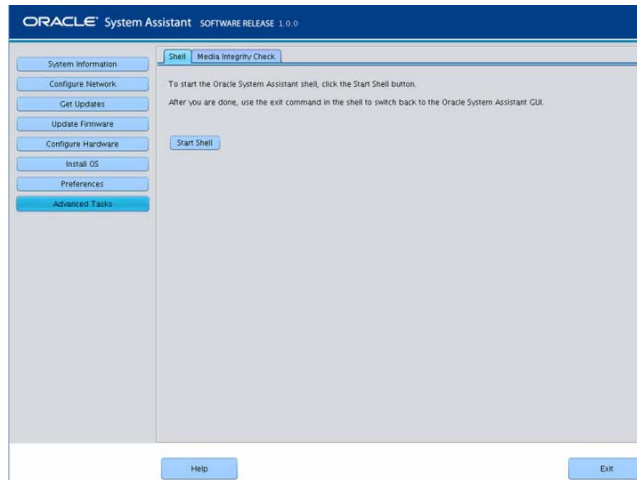 ORACLE System Assistant SOFTWARE RELEASE 1.0.0
System Information
Configure Network
Get Updates
Update Firmware
Configure Hardware
Install OS
Preferences
Advanced Tasks
Shell Media Integrity Check
To start the Oracle System Assistant shell, click the Start Shell button.
After you are done, use the exit command in the shell to switch back to the Oracle System Assistant GUI.
Start Shell
Help Exit